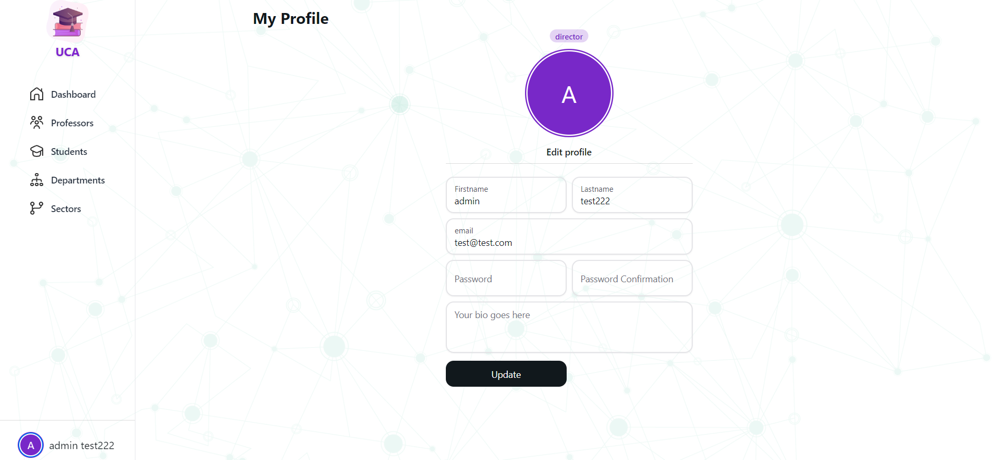 UCA
Dashboard
Professors
Students
Departments
Sectors
A
admin test222
My Profile
director
A
Edit profile
Firstname
admin
Lastname
test222
email
test@test.com
Password
Password Confirmation
Your bio goes here
Update